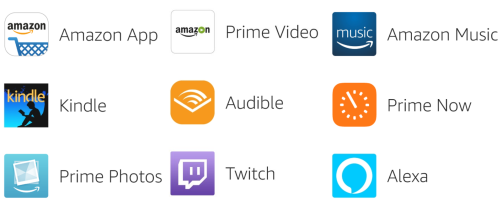 amazon
Amazon App
amazon
Prime Video
music
Amazon Music
kindle
Kindle
Audible
Prime Now
Prime Photos
Twitch
Alexa